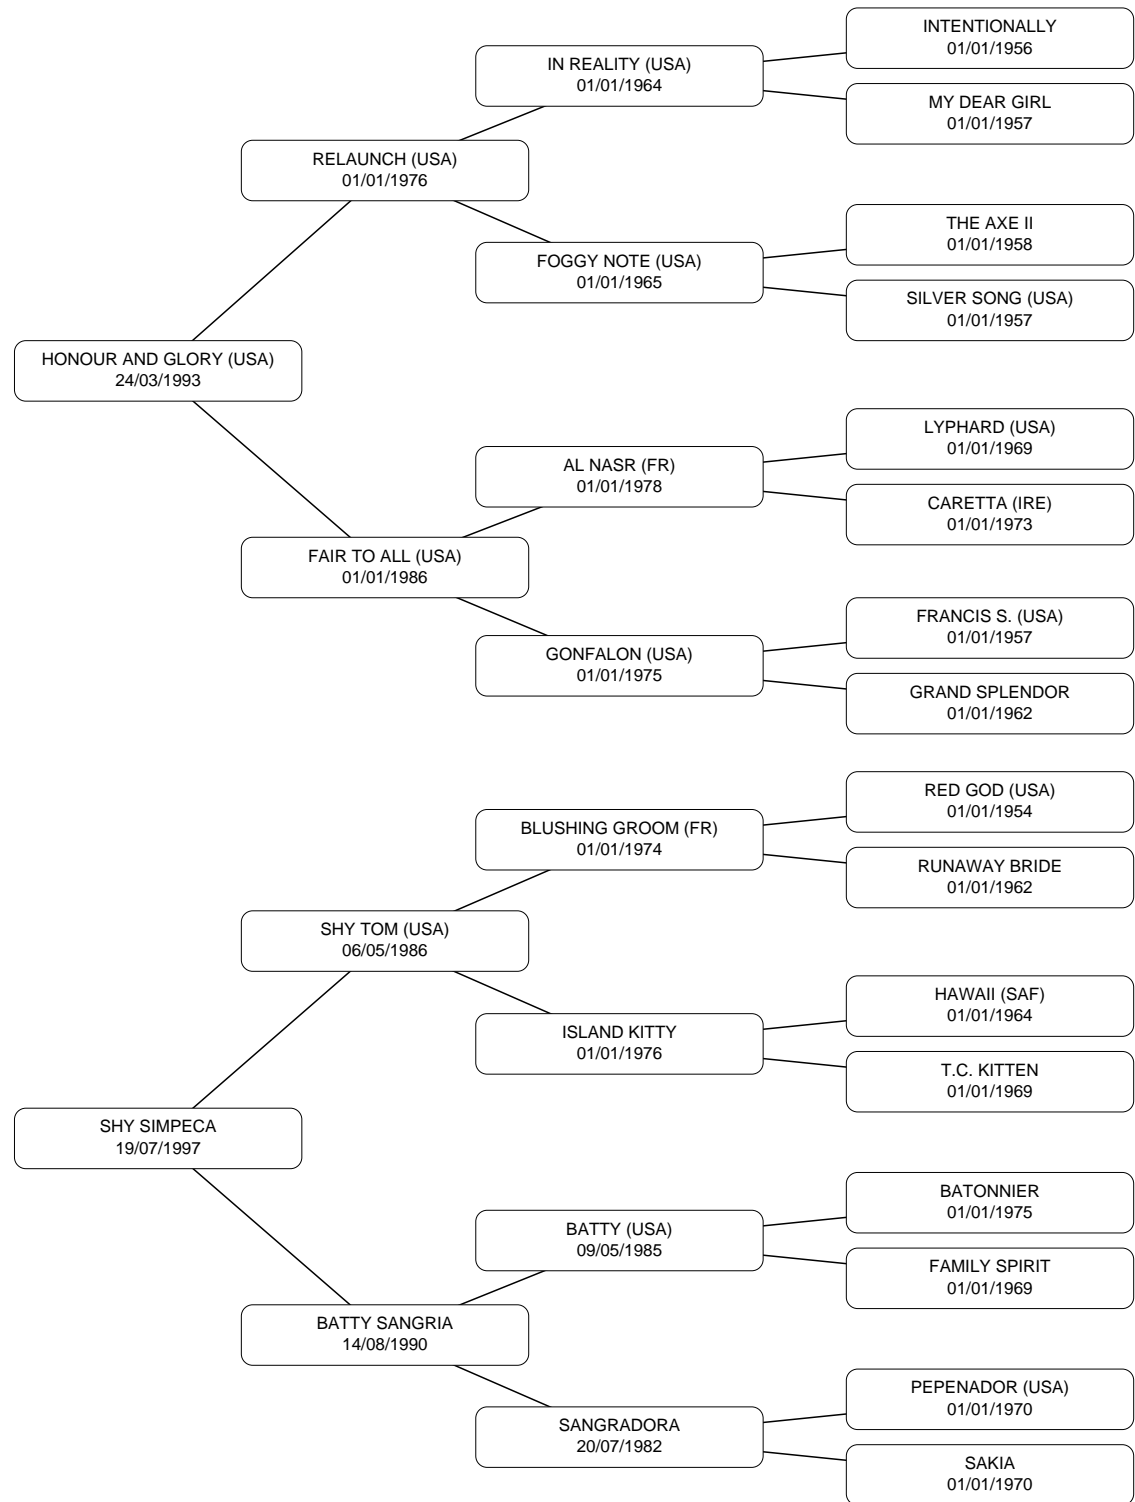 INTENTIONALLY
01/01/1956
IN REALITY (USA)
01/01/1964
MY DEAR GIRL
01/01/1957
RELAUNCH (USA)
01/01/1976
THE AXE II
01/01/1958
FOGGY NOTE (USA)
01/01/1965
SILVER SONG (USA)
01/01/1957
HONOUR AND GLORY (USA)
24/03/1993
LYPHARD (USA)
01/01/1969
AL NASR (FR)
01/01/1978
CARETTA (IRE)
01/01/1973
FAIR TO ALL (USA)
01/01/1986
FRANCIS S. (USA)
01/01/1957
GONFALON (USA)
01/01/1975
GRAND SPLENDOR
01/01/1962
RED GOD (USA)
01/01/1954
BLUSHING GROOM (FR)
01/01/1974
RUNAWAY BRIDE
01/01/1962
SHY TOM (USA)
06/05/1986
HAWAII (SAF)
01/01/1964
ISLAND KITTY
01/01/1976
T.C. KITTEN
01/01/1969
SHY SIMPECA
19/07/1997
BATONNIER
01/01/1975
BATTY (USA)
09/05/1985
FAMILY SPIRIT
01/01/1969
BATTY SANGRIA
14/08/1990
PEPENADOR (USA)
01/01/1970
SANGRADORA
20/07/1982
SAKIA
01/01/1970